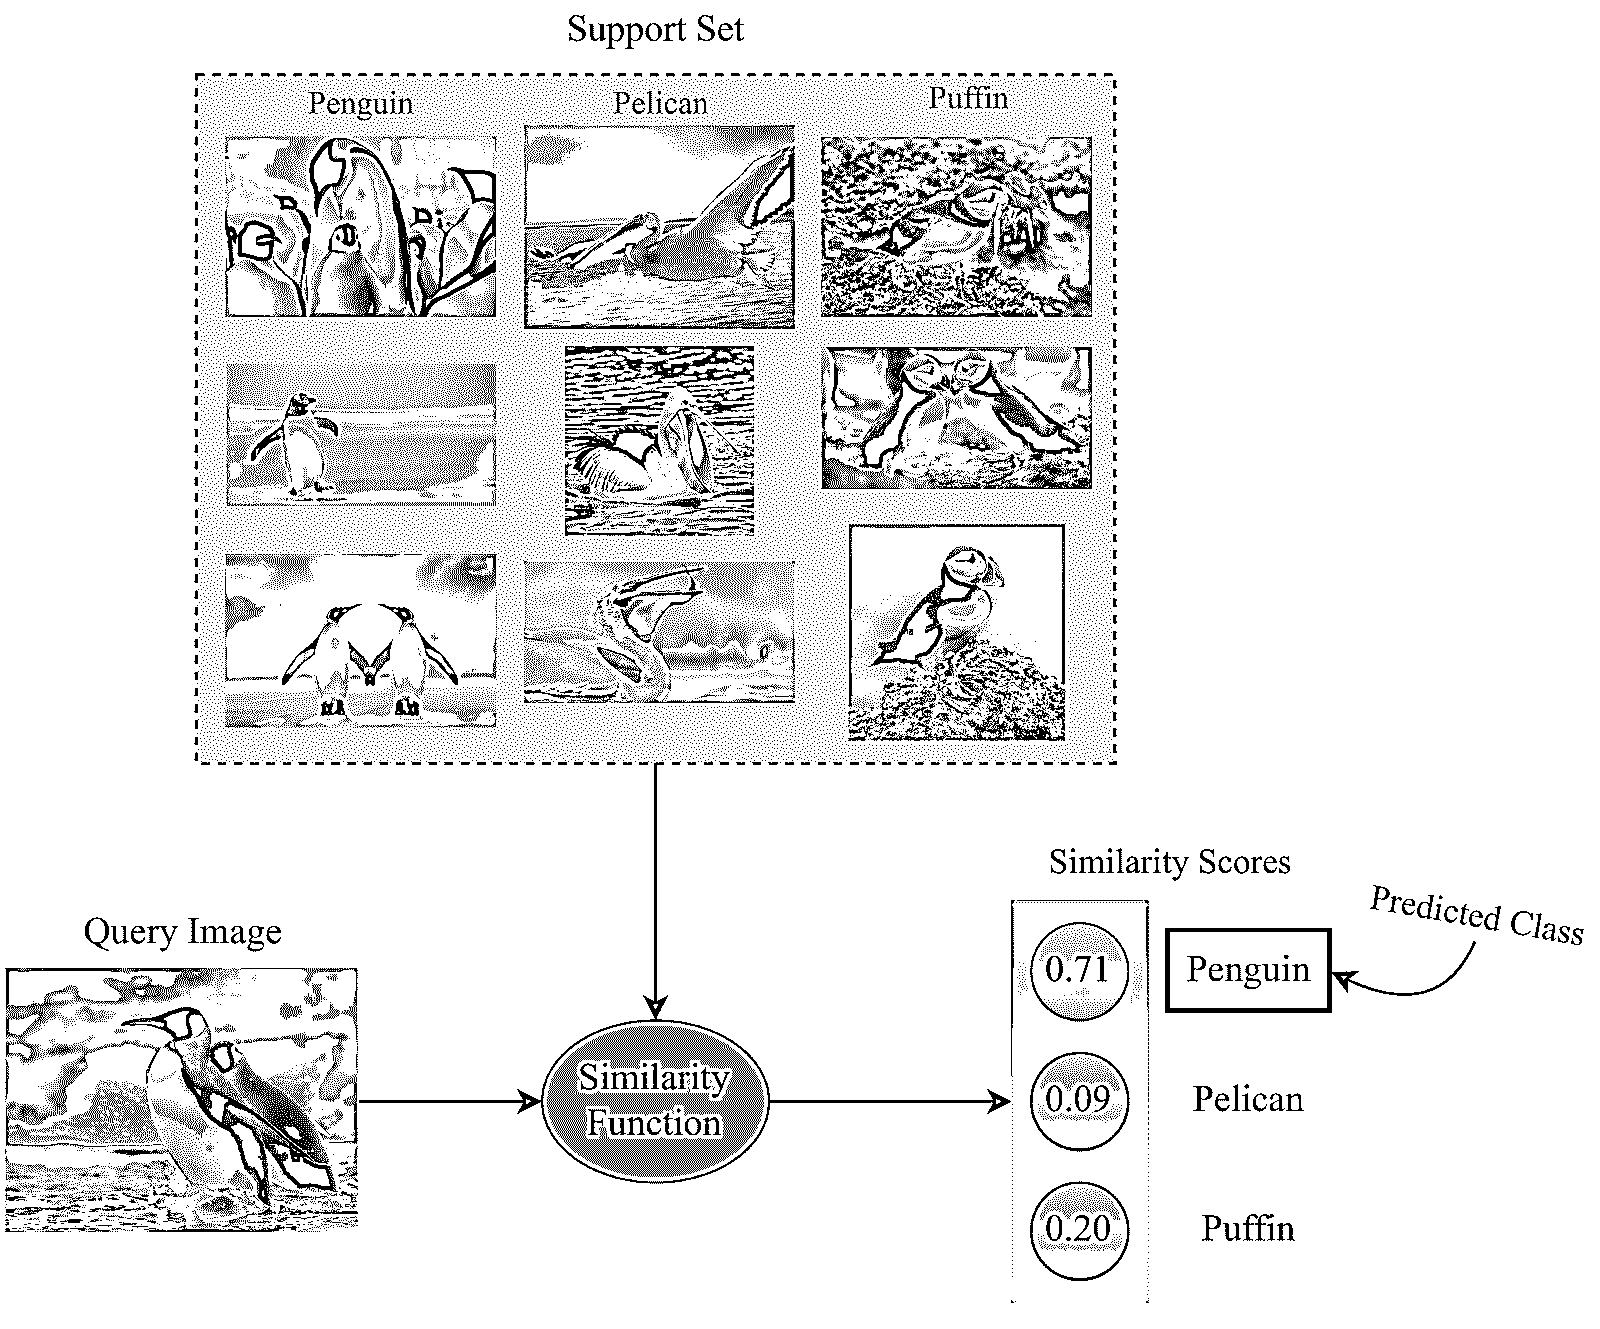 Support Set
Penguin
Pelican
Puffin
Similarity Scores
Predicted Class
Query Image
0.71
Penguin
Similarity
Function
0.09
Pelican
0.20
Puffin